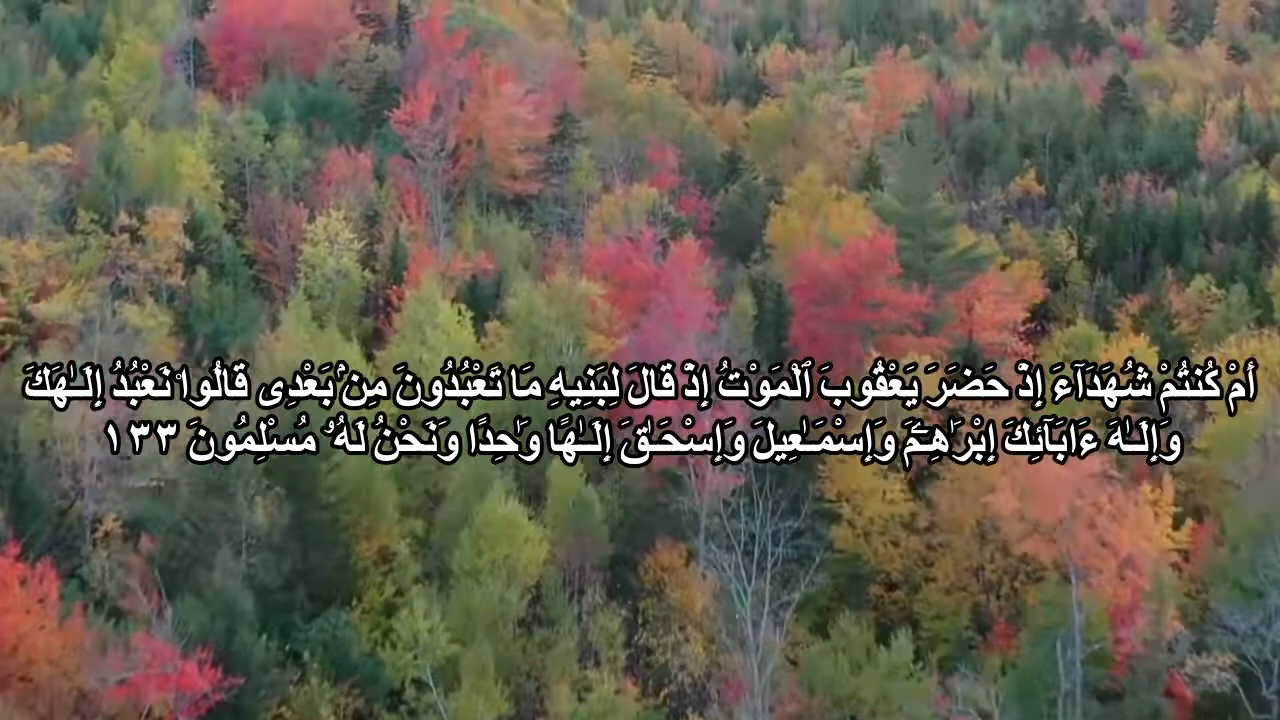 أَمْ كُنتُمْ شُهَدَآءَ إِذْ حَضَرَ يَعْقُوبَ ٱلْمَوْتُ إِذْ قَالَ لِبَنِيهِ مَا تَعْبُدُونَ مِنۢ بَعْدِى قَالُوا۟ نَعْبُدُ إِلَـٰهَكَ
وَإِلَـٰهَ ءَابَآئِكَ إِبْرَٰهِـۧمَ وَإِسْمَـٰعِيلَ وَإِسْحَـٰقَ إِلَـٰهًا وَٰحِدًا وَنَحْنُ لَهُۥ مُسْلِمُونَ ١٣٣